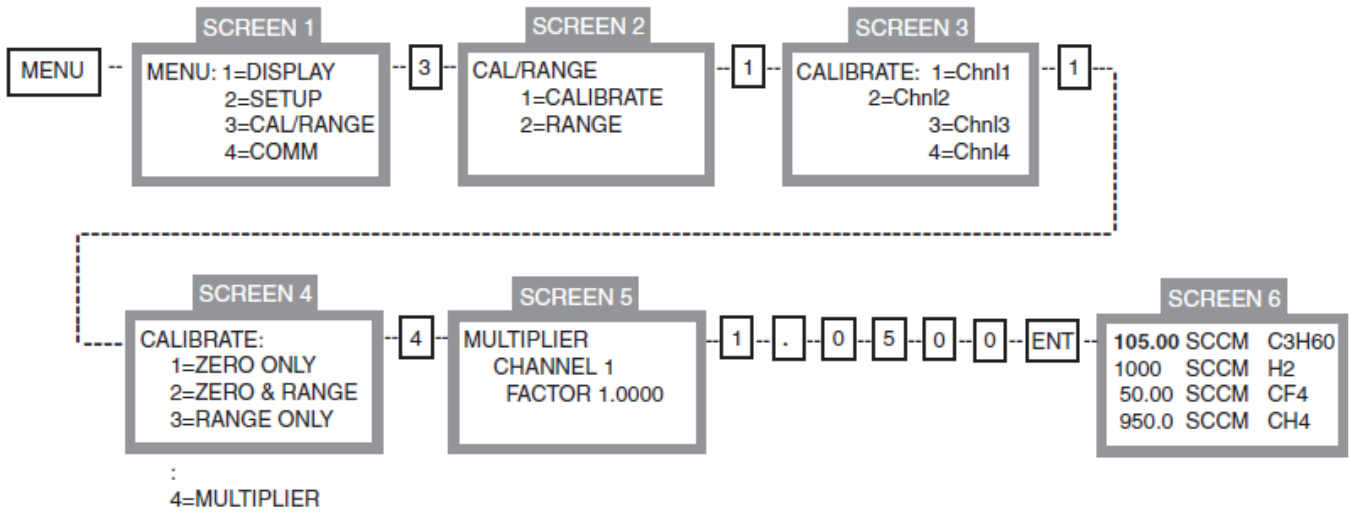 SCREEN 1
SCREEN 2
SCREEN 3
MENU
MENU: 1=DISPLAY
2=SETUP
3=CAL/RANGE
4=COMM
3
CAL/RANGE
1=CALIBRATE
2=RANGE
1
CALIBRATE: 1=Chnl1
2=Chnl2
3=Chnl3
4=Chnl4
1
SCREEN 4
SCREEN 5
SCREEN 6
CALIBRATE:
1=ZERO ONLY
2=ZERO & RANGE
3=RANGE ONLY
:
4=MULTIPLIER
4
MULTIPLIER
CHANNEL 1
FACTOR 1.0000
1 . 0 5 0 0 ENT
105.00 SCCM C3H60
1000 SCCM H2
50.00 SCCM CF4
950.0 SCCM CH4